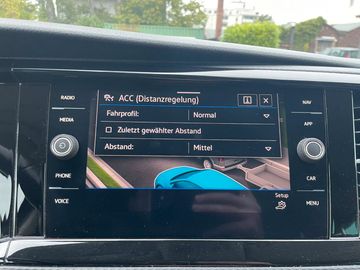 RADIO
MEDIA
PHONE
VOICE
ACC (Distanzregelung)
Fahrprofil: Normal
Zuletzt gewählter Abstand
Abstand: Mittel
Setup
NAV
APP
CAR
MENU